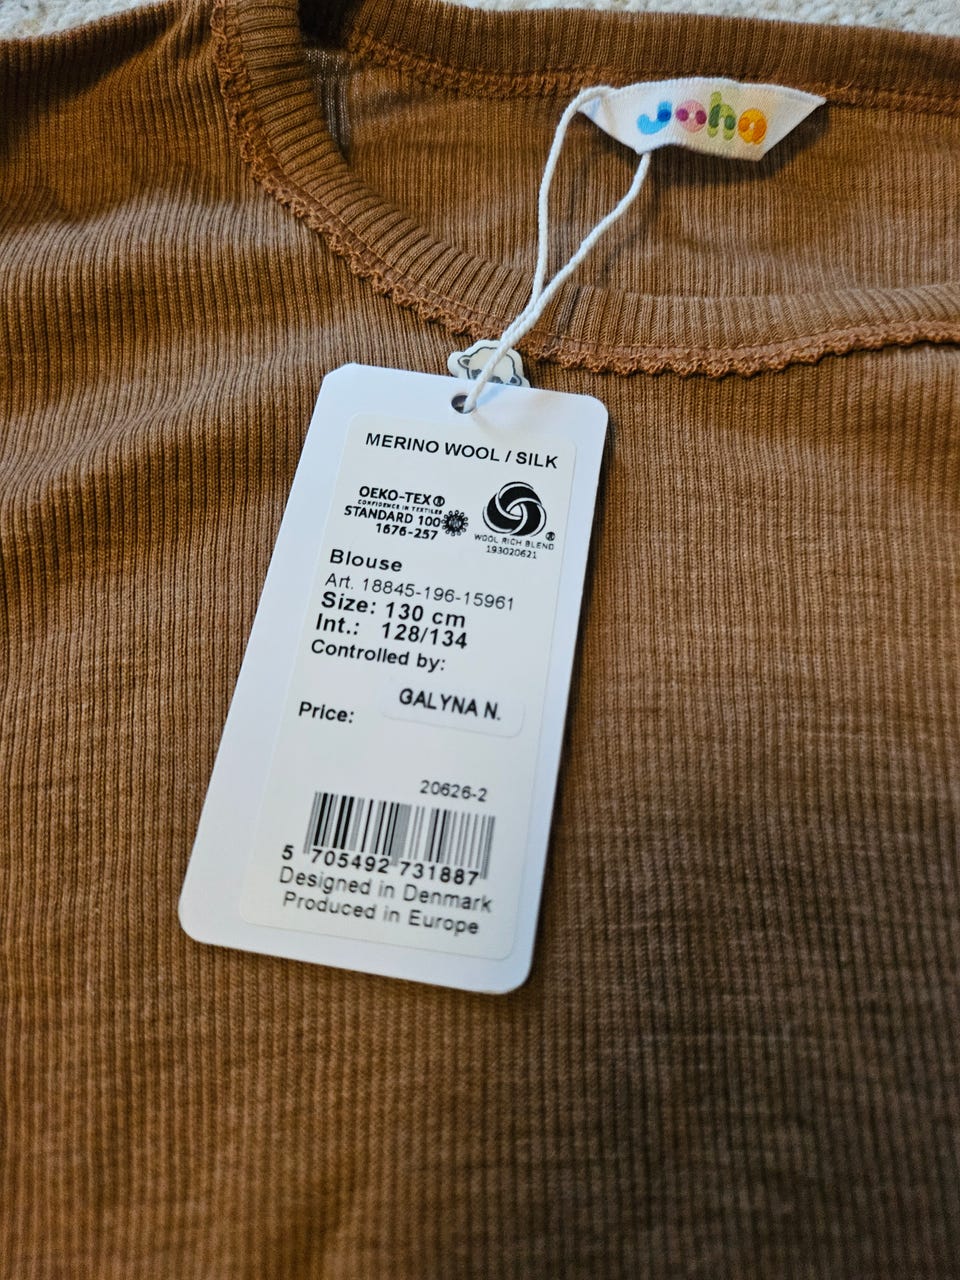 joha
MERINO WOOL / SILK
OEKO-TEX®
CONFIDENCE IN TEXTILES
STANDARD 100
1676-257
WOOL RICH BLEND ®
193020621
Blouse
Art. 18845-196-15961
Size: 130 cm
Int.: 128/134
Controlled by:
GALYNA N.
Price:
20626-2
5 705492 731887
Designed in Denmark
Produced in Europe